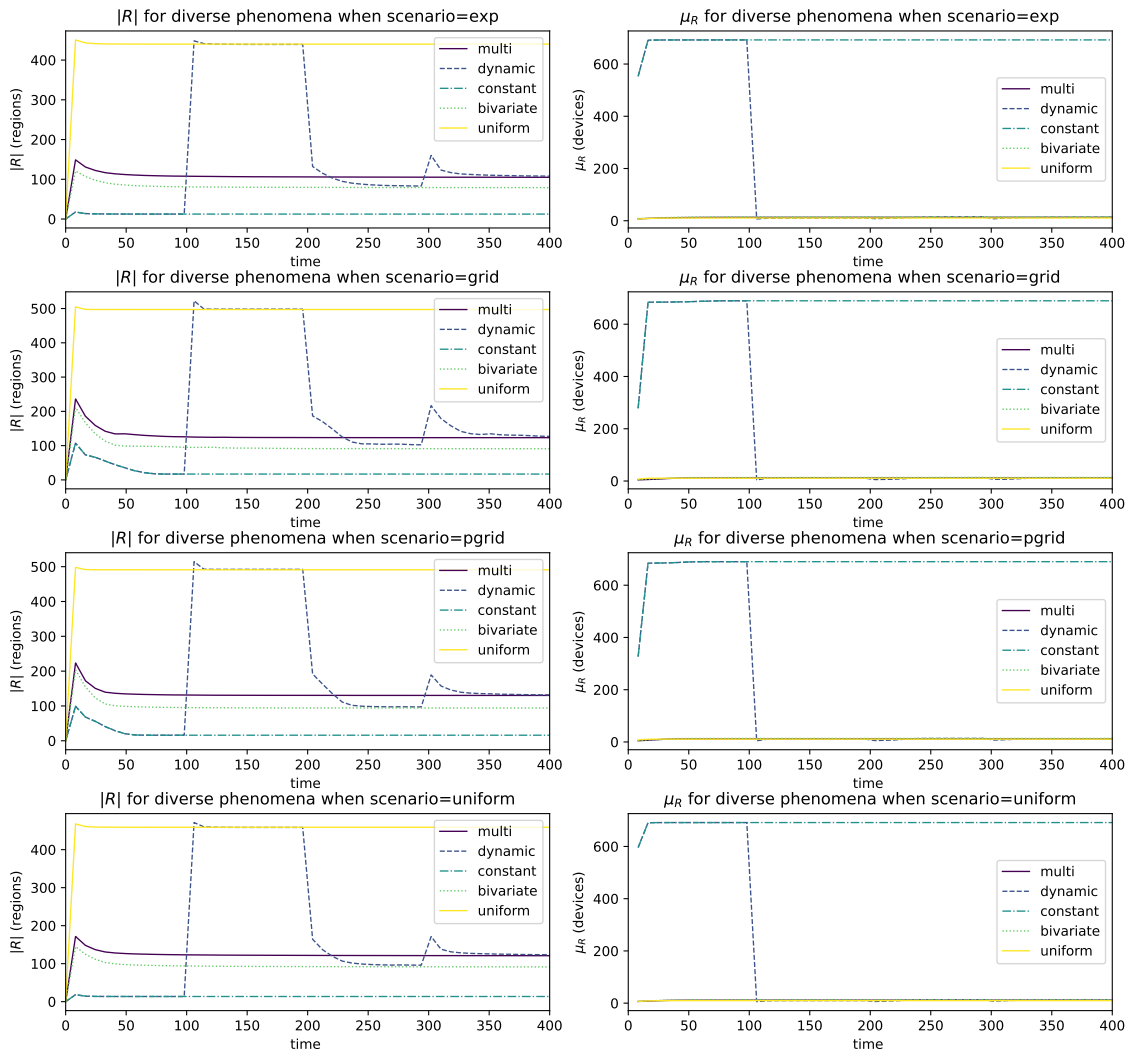 |R| for diverse phenomena when scenario=exp
|R| (regions)
400
300
200
100
0
multi
dynamic
constant
bivariate
uniform
0 50 100 150 200 250 300 350 400
time
μR for diverse phenomena when scenario=exp
μR (devices)
600
400
200
0
multi
dynamic
constant
bivariate
uniform
0 50 100 150 200 250 300 350 400
time
|R| for diverse phenomena when scenario=grid
|R| (regions)
500
400
300
200
100
0
multi
dynamic
constant
bivariate
uniform
0 50 100 150 200 250 300 350 400
time
μR for diverse phenomena when scenario=grid
μR (devices)
600
400
200
0
multi
dynamic
constant
bivariate
uniform
0 50 100 150 200 250 300 350 400
time
|R| for diverse phenomena when scenario=pgrid
|R| (regions)
500
400
300
200
100
0
multi
dynamic
constant
bivariate
uniform
0 50 100 150 200 250 300 350 400
time
μR for diverse phenomena when scenario=pgrid
μR (devices)
600
400
200
0
multi
dynamic
constant
bivariate
uniform
0 50 100 150 200 250 300 350 400
time
|R| for diverse phenomena when scenario=uniform
|R| (regions)
400
300
200
100
0
multi
dynamic
constant
bivariate
uniform
0 50 100 150 200 250 300 350 400
time
μR for diverse phenomena when scenario=uniform
μR (devices)
600
400
200
0
multi
dynamic
constant
bivariate
uniform
0 50 100 150 200 250 300 350 400
time